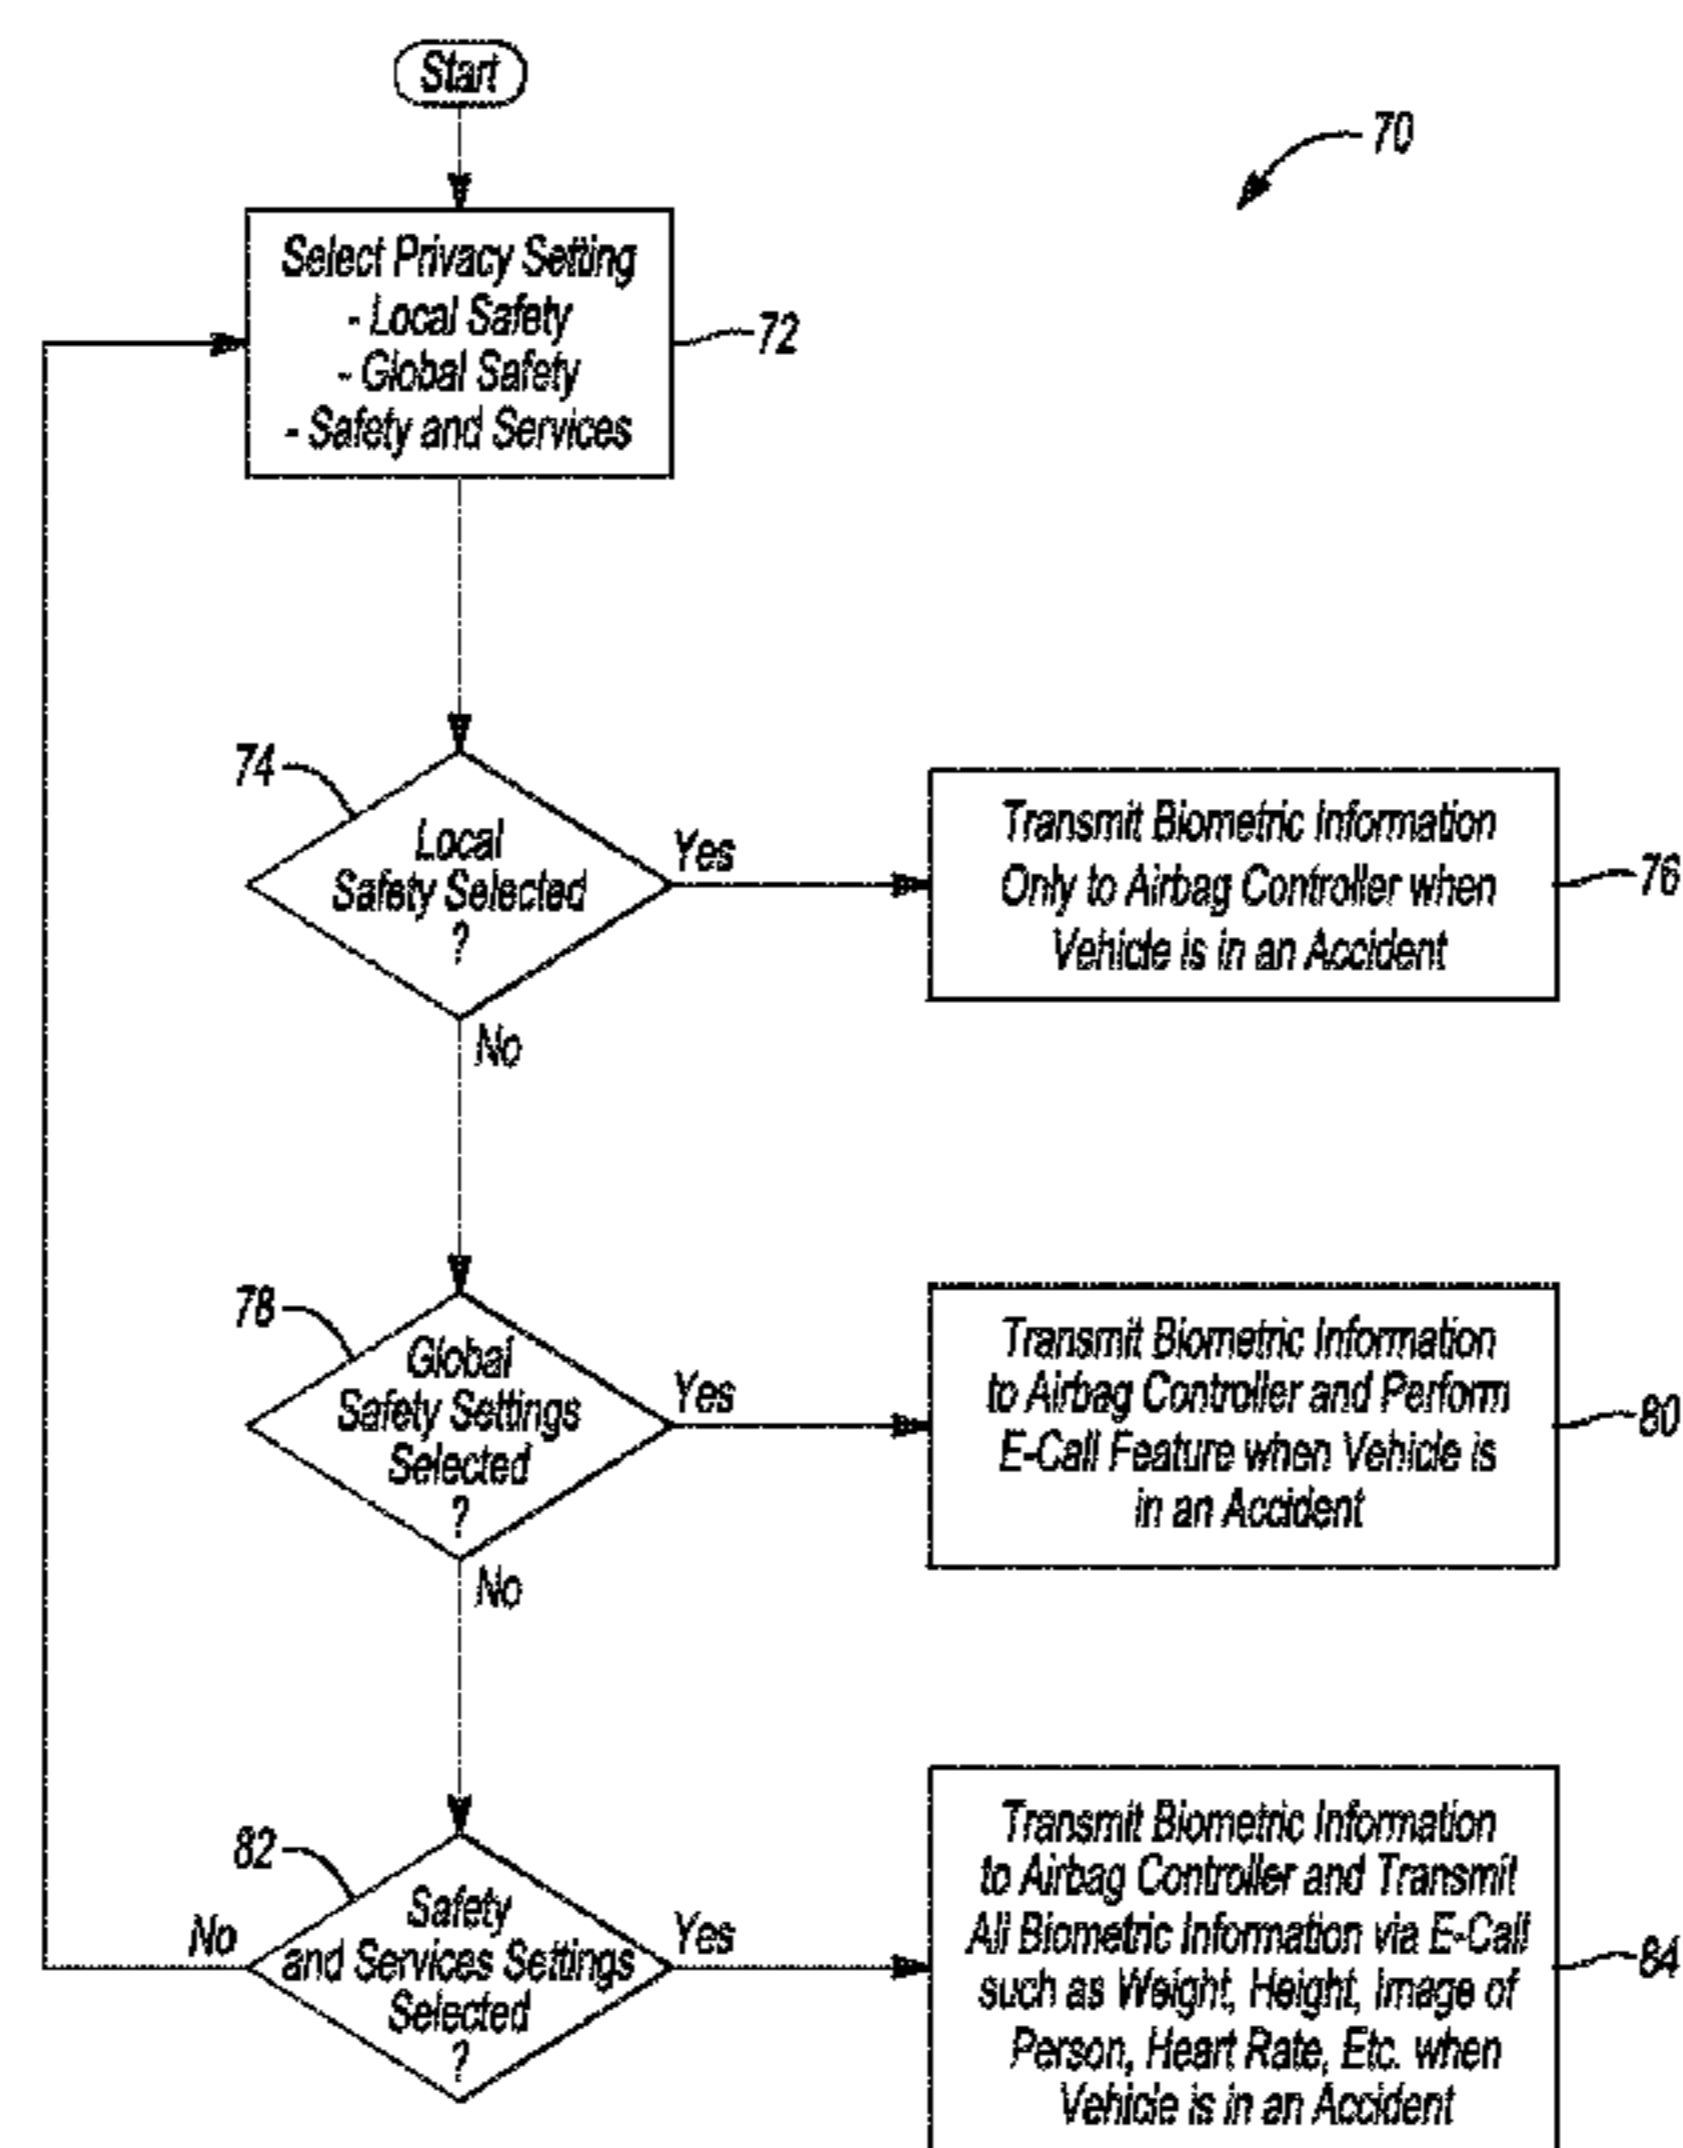 Start
70
Select Privacy Setting
- Local Safety
- Global Safety
- Safety and Services
72
74
Local
Safety Selected
?
Yes
No
Transmit Biometric Information
Only to Airbag Controller when
Vehicle is in an Accident
76
78
Global
Safety Settings
Selected
?
Yes
No
Transmit Biometric Information
to Airbag Controller and Perform
E-Call Feature when Vehicle is
in an Accident
80
82
No
Safety
and Services Settings
Selected
?
Yes
Transmit Biometric Information
to Airbag Controller and Transmit
All Biometric Information via E-Call
such as Weight, Height, Image of
Person, Heart Rate, Etc. when
Vehicle is in an Accident
84